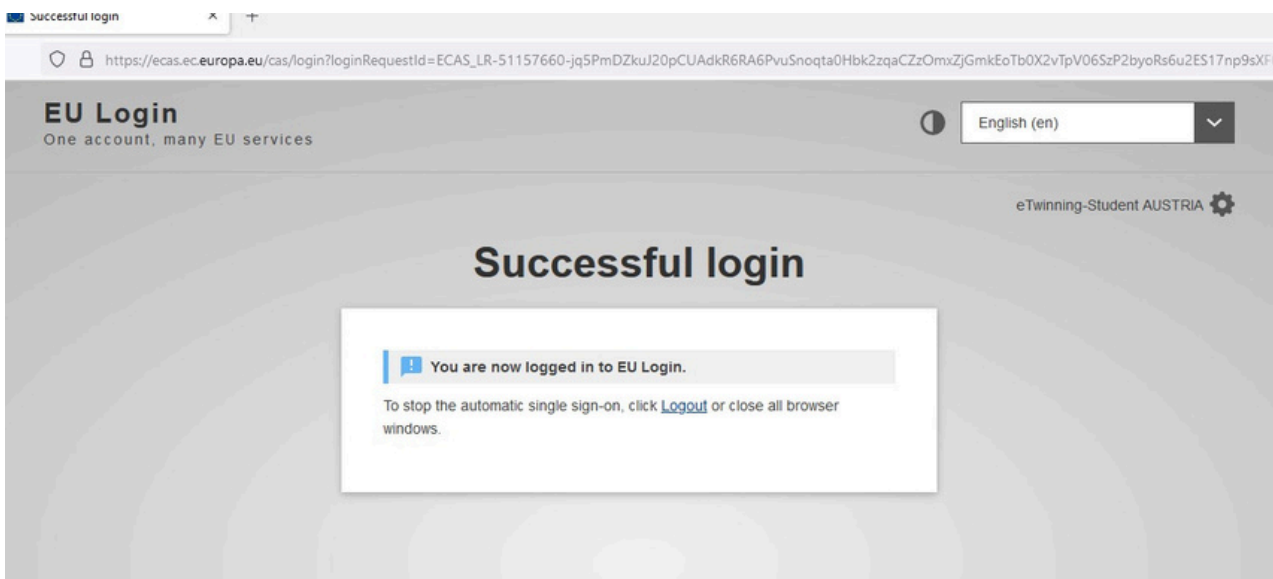 Successful login
https://ecas.ec.europa.eu/cas/login?loginRequestId=ECAS_LR-51157660-jq5PmDZkuJ20pCUAdkR6RA6PvuSnoqta0Hbk2zqaCZzOmxZjGmkEoTb0X2vTpV06SzP2byoRs6u2ES17np9sXF
EU Login
One account, many EU services
English (en)
eTwinning-Student AUSTRIA
Successful login
You are now logged in to EU Login.
To stop the automatic single sign-on, click Logout or close all browser
windows.